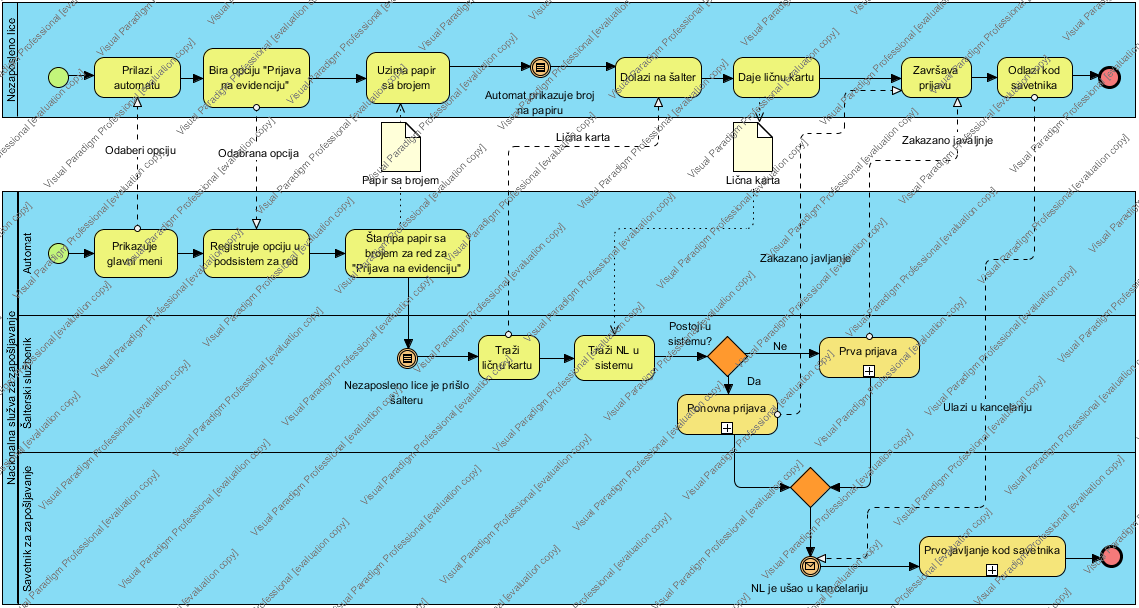 Nezaposleno lice
Prilazi
automatu
Bira opciju "Prijava
na evidenciju"
Uzima papir
sa brojem
Automat prikazuje broj
na papiru
Dolazi na šalter
Daje ličnu kartu
Završava
prijavu
Odlazi kod
savetnika
Odaberi opciju
Odabrana opcija
Papir sa brojem
Lična karta
Lična karta
Zakazano javaljnje
Nacionalna služva za zapošljavanje
Automat
Prikazuje
glavni meni
Registruje opciju u
podsistem za red
Štampa papir sa
brojem za red za
"Prijava na evidenciju"
Zakazano javljanje
Šalterski službenik
Nezaposleno lice je prišlo
šalteru
Traži
ličnu kartu
Traži NL u
sistemu
Postoji u
sistemu?
Ne
Da
Prva prijava
Ponovna prijava
Ulazi u kancelariju
Savetnik za zapošljavanje
NL je ušao u kancelariju
Prvo javljanje kod savetnika
Visual Paradigm Professional [evaluation copy]